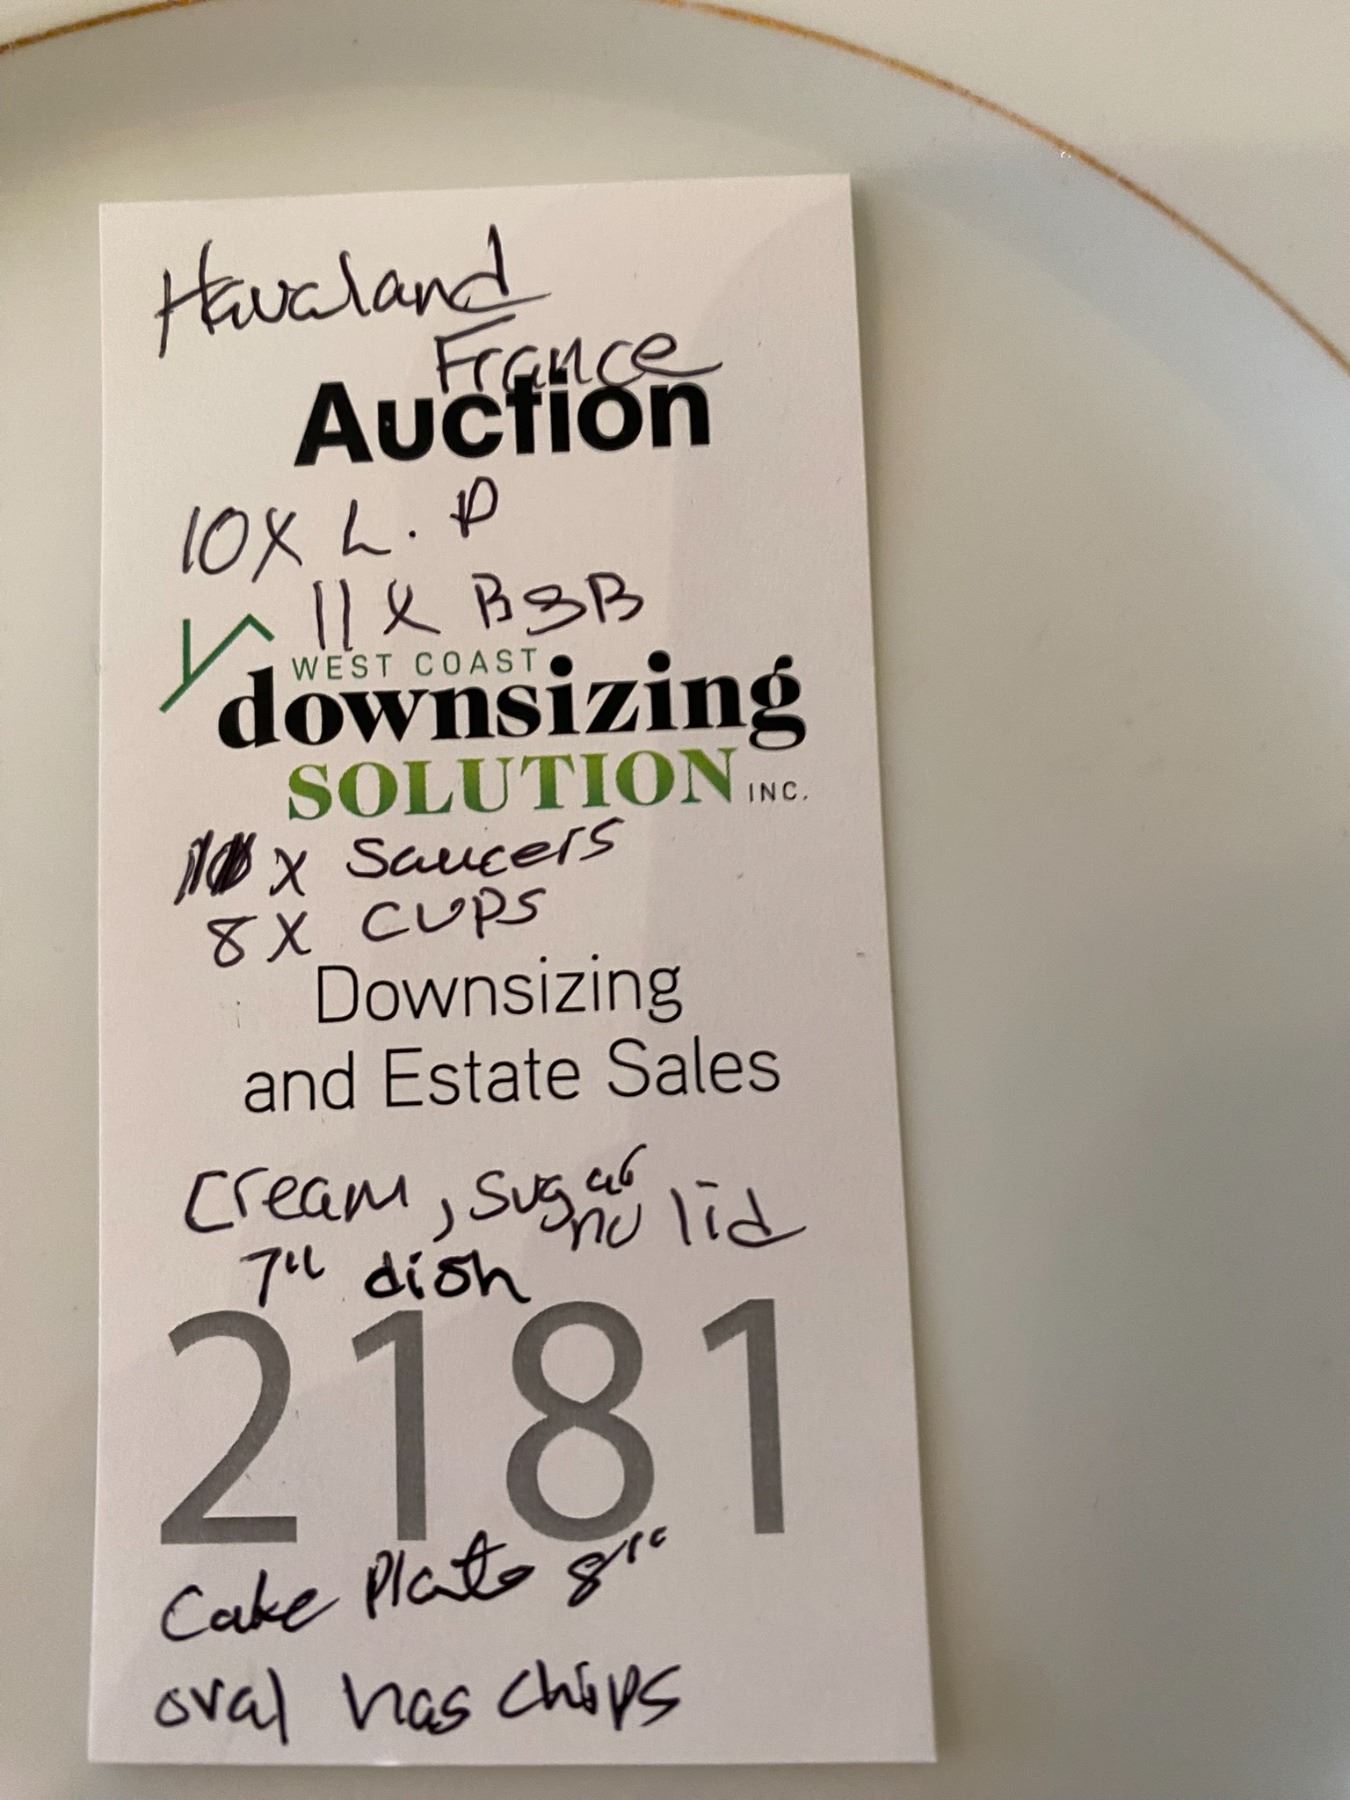 Havaland
France
Auction
10X L.D
11 X B&B
WEST COAST
downsizing
SOLUTION INC.
X saucers
8X CUPS
Downsizing
and Estate Sales
Cream, sugar no lid
7" dish
2181
Cake Plate 8"
oval has chips